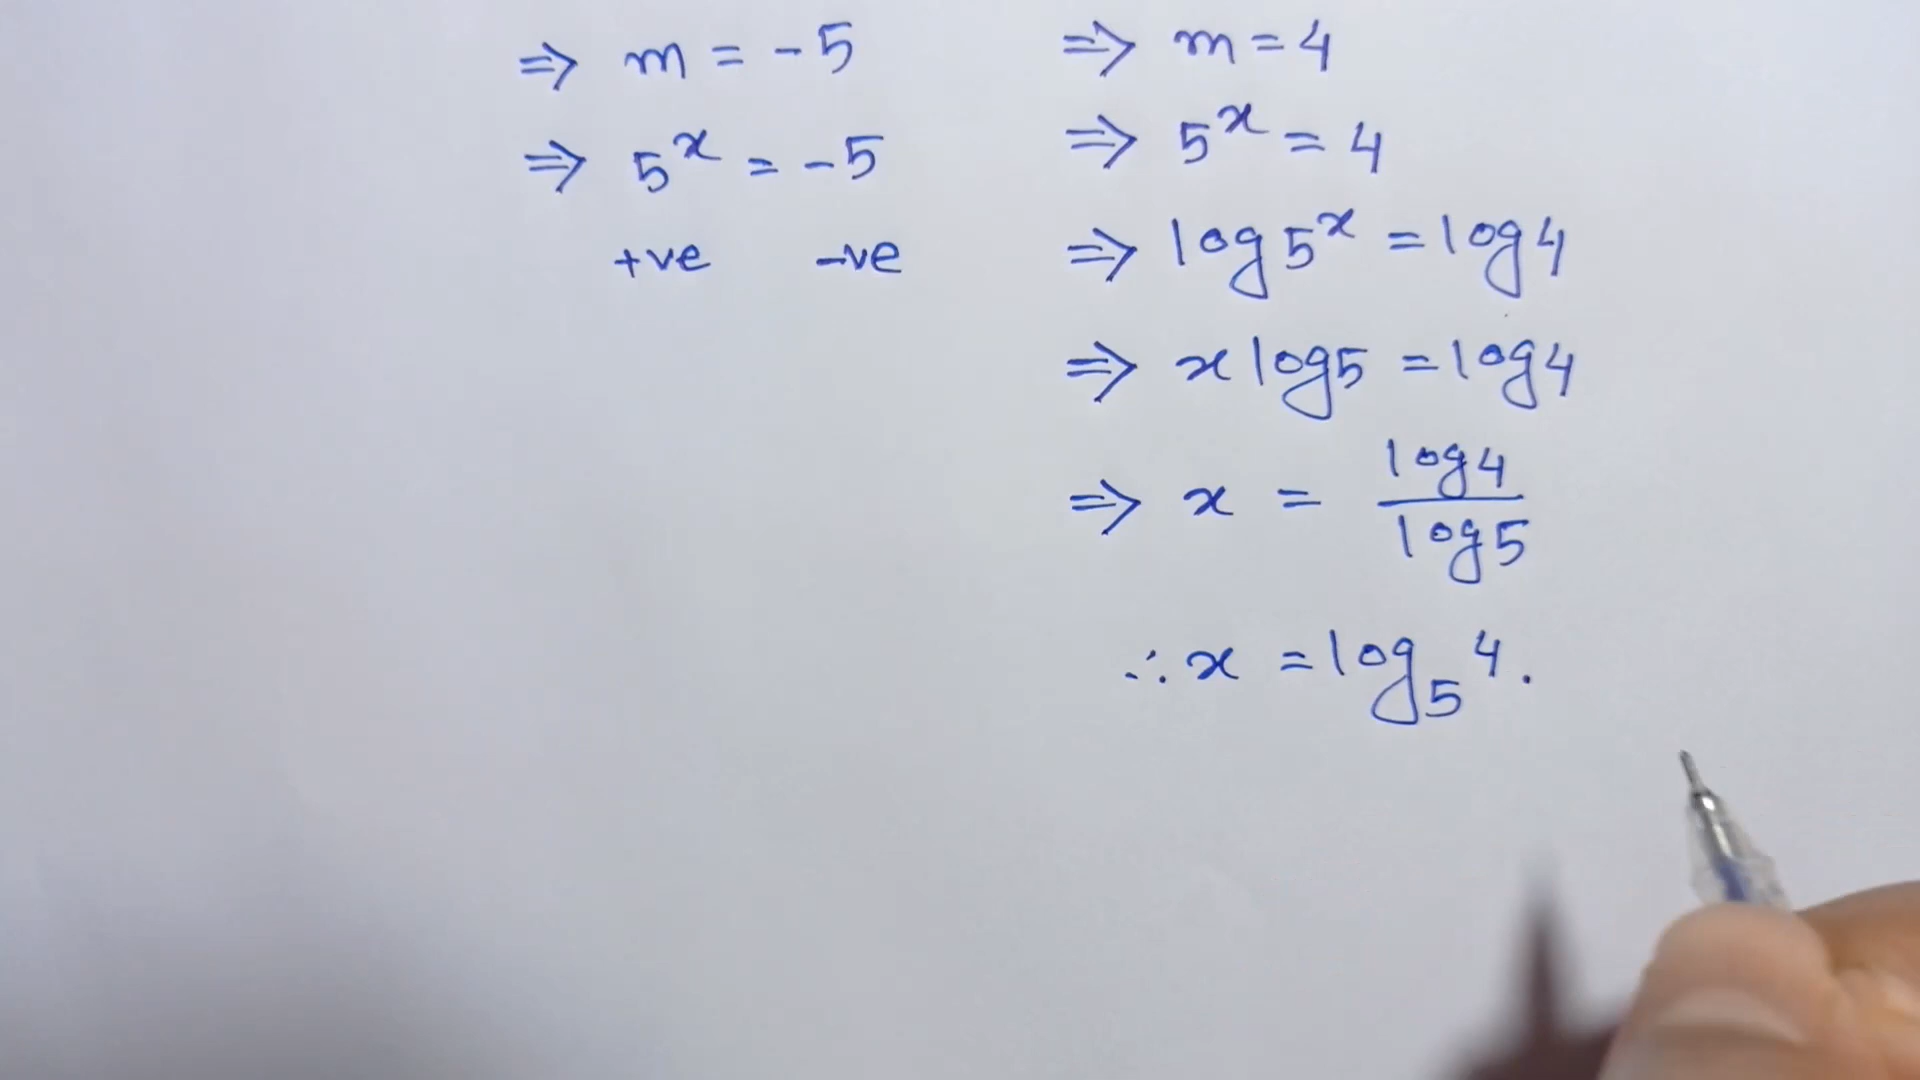 ⇒ m = -5
⇒ 5^x = -5
+ve -ve
⇒ m = 4
⇒ 5^x = 4
⇒ log 5^x = log 4
⇒ x log 5 = log 4
⇒ x = log 4 / log 5
∴ x = log_5 4.